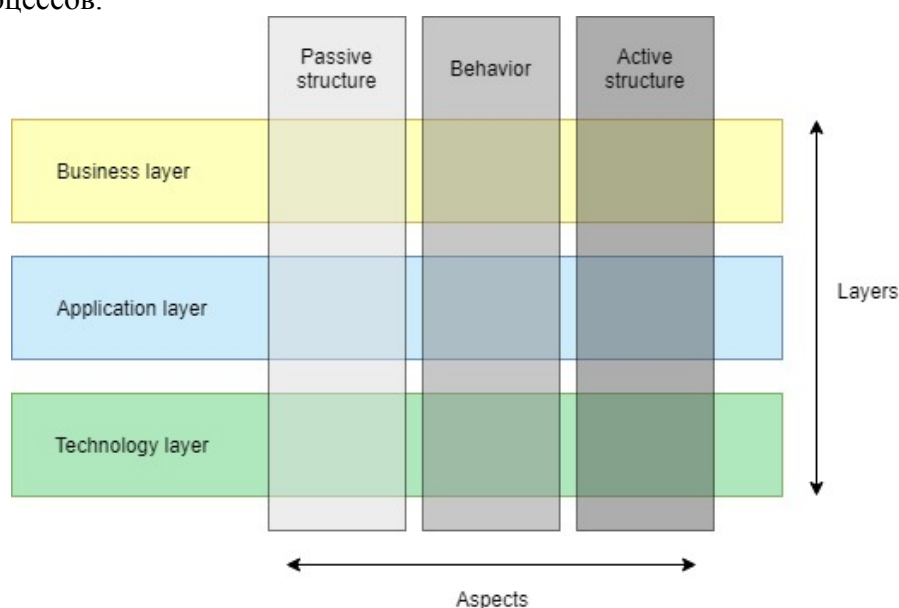 Passive
structure
Behavior
Active
structure
Business layer
Application layer
Layers
Technology layer
Aspects